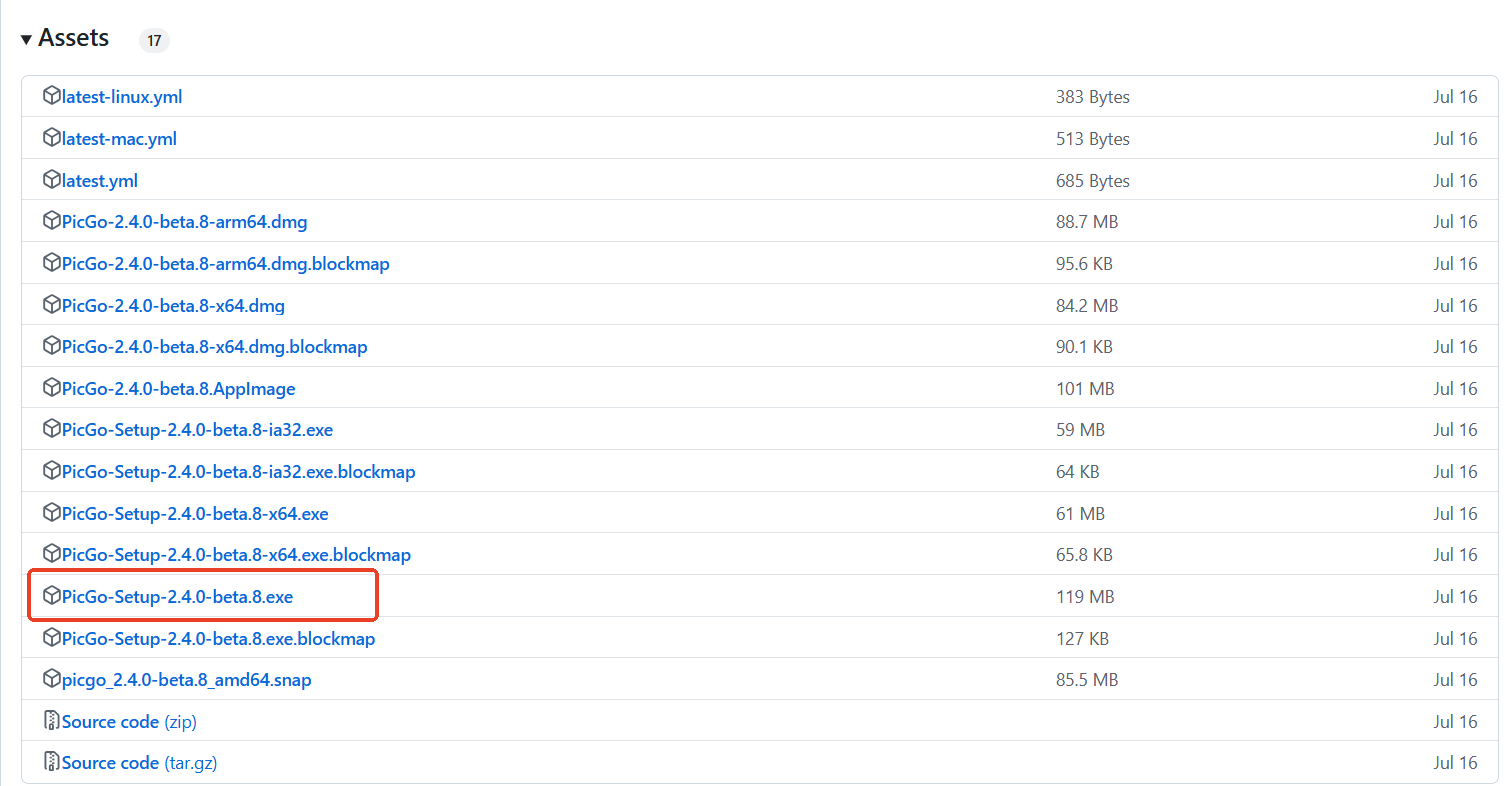 Assets 17
latest-linux.yml 383 Bytes Jul 16
latest-mac.yml 513 Bytes Jul 16
latest.yml 685 Bytes Jul 16
PicGo-2.4.0-beta.8-arm64.dmg 88.7 MB Jul 16
PicGo-2.4.0-beta.8-arm64.dmg.blockmap 95.6 KB Jul 16
PicGo-2.4.0-beta.8-x64.dmg 84.2 MB Jul 16
PicGo-2.4.0-beta.8-x64.dmg.blockmap 90.1 KB Jul 16
PicGo-2.4.0-beta.8.AppImage 101 MB Jul 16
PicGo-Setup-2.4.0-beta.8-ia32.exe 59 MB Jul 16
PicGo-Setup-2.4.0-beta.8-ia32.exe.blockmap 64 KB Jul 16
PicGo-Setup-2.4.0-beta.8-x64.exe 61 MB Jul 16
PicGo-Setup-2.4.0-beta.8-x64.exe.blockmap 65.8 KB Jul 16
PicGo-Setup-2.4.0-beta.8.exe 119 MB Jul 16
PicGo-Setup-2.4.0-beta.8.exe.blockmap 127 KB Jul 16
picgo_2.4.0-beta.8_amd64.snap 85.5 MB Jul 16
Source code (zip) Jul 16
Source code (tar.gz) Jul 16